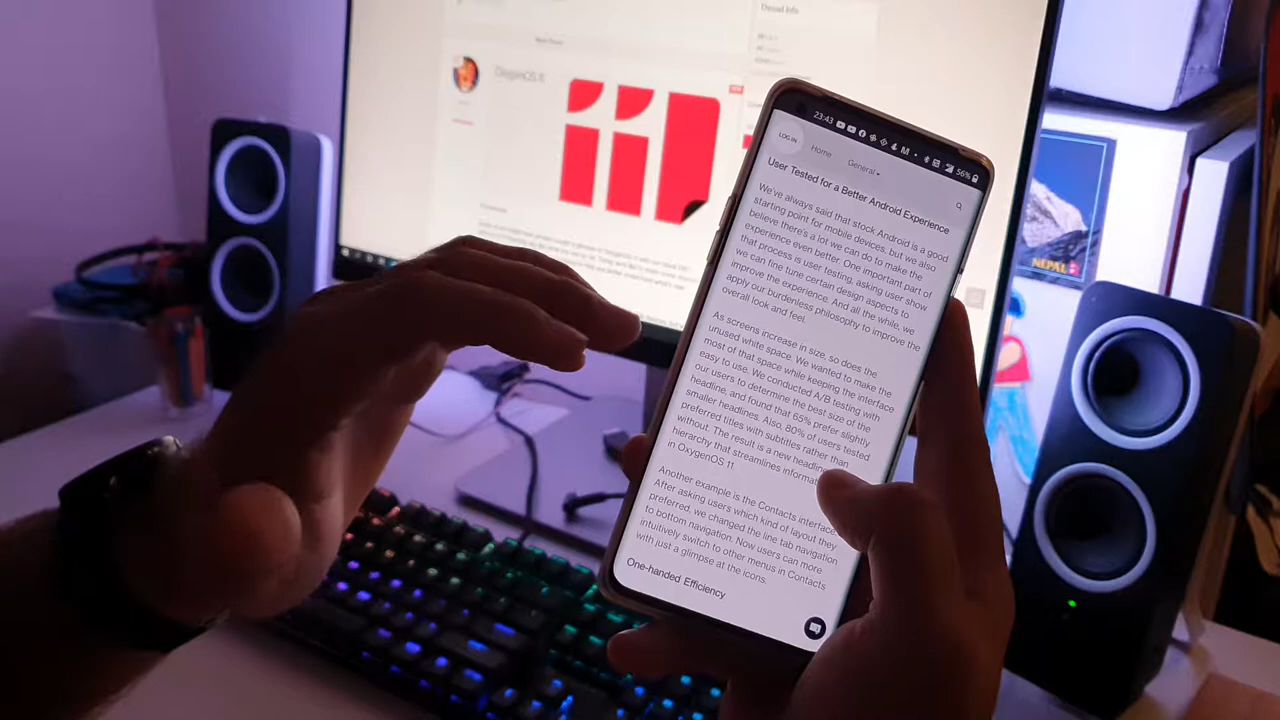 Thread Info
OxygenOS 11
23:43
56%
LOG IN
Home
General
User Tested for a Better Android Experience
We've always said that stock Android is a good
starting point for mobile devices, but we also
believe there's a lot we can do to make the
experience even better. One important part of
that process is user testing, asking user show
we can fine tune certain design aspects to
improve the experience. And all the while, we
apply our burdenless philosophy to improve the
overall look and feel.
As screens increase in size, so does the
unused white space. We wanted to make the
most of that space while keeping the interface
easy to use. We conducted A/B testing with
our users to determine the best size of the
headline, and found that 65% prefer slightly
smaller headlines. Also, 80% of users tested
preferred titles with subtitles rather than
without. The result is a new headline
hierarchy that streamlines
in OxygenOS 11.
Another example is the Contacts interface.
After asking users which kind of layout they
preferred, we changed the line tab navigation
to bottom navigation. Now users can more
intuitively switch to other menus in Contacts
with just a glimpse at the icons.
One-handed Efficiency
NEPAL